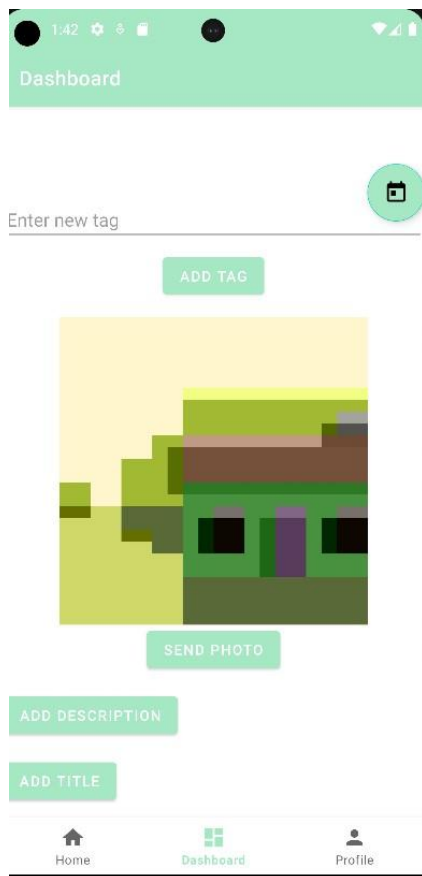 1:42
Dashboard
Enter new tag
ADD TAG
SEND PHOTO
ADD DESCRIPTION
ADD TITLE
Home Dashboard Profile